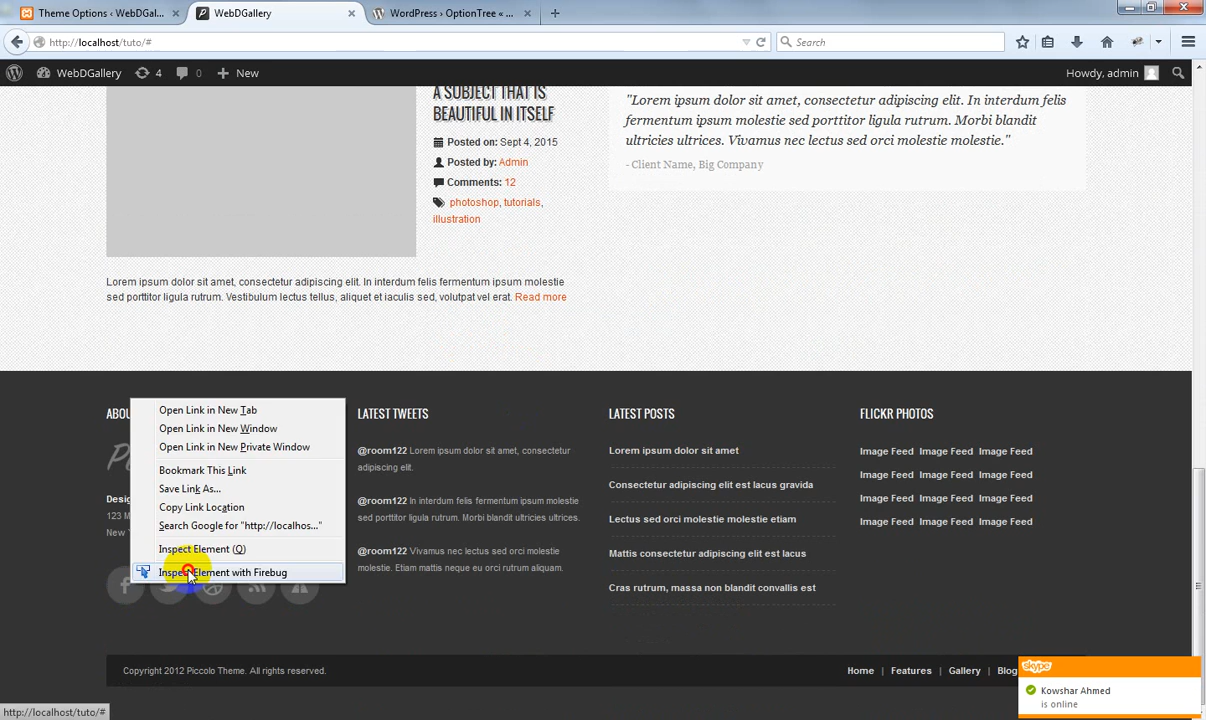 Theme Options ‹ WebDGal...
WebDGallery
WordPress › OptionTree « ...
http://localhost/tuto/#
Search
WebDGallery
4
0
New
Howdy, admin
A SUBJECT THAT IS
BEAUTIFUL IN ITSELF
Posted on: Sept 4, 2015
Posted by: Admin
Comments: 12
photoshop, tutorials,
illustration
Lorem ipsum dolor sit amet, consectetur adipiscing elit. In interdum felis fermentum ipsum molestie
sed porttitor ligula rutrum. Vestibulum lectus tellus, aliquet et iaculis sed, volutpat vel erat. Read more
"Lorem ipsum dolor sit amet, consectetur adipiscing elit. In interdum felis
fermentum ipsum molestie sed porttitor ligula rutrum. Morbi blandit
ultricies ultrices. Vivamus nec lectus sed orci molestie molestie."
- Client Name, Big Company
ABOU
Desig
123 M
New
Open Link in New Tab
Open Link in New Window
Open Link in New Private Window
Bookmark This Link
Save Link As...
Copy Link Location
Search Google for "http://localhos..."
Inspect Element (Q)
Inspect Element with Firebug
LATEST TWEETS
@room122 Lorem ipsum dolor sit amet, consectetur
adipiscing elit.
@room122 In interdum felis fermentum ipsum molestie
sed porttitor ligula rutrum. Vestibulum lectus tellus ultrices.
@room122 Vivamus nec lectus sed orci molestie molestie.
Etiam mattis neque eu lectus interdum aliquam.
LATEST POSTS
Lorem ipsum dolor sit amet
Consectetur adipiscing elit est lacus gravida
Lectus sed orci molestie molestie etiam
Mattis consectetur adipiscing elit est lacus
Cras rutrum, massa non blandit convallis est
FLICKR PHOTOS
Image Feed Image Feed Image Feed
Image Feed Image Feed Image Feed
Image Feed Image Feed Image Feed
Image Feed Image Feed Image Feed
Copyright 2012 Piccolo Theme. All rights reserved.
Home | Features | Gallery | Blog
skype
Kowshar Ahmed
is online
http://localhost/tuto/#